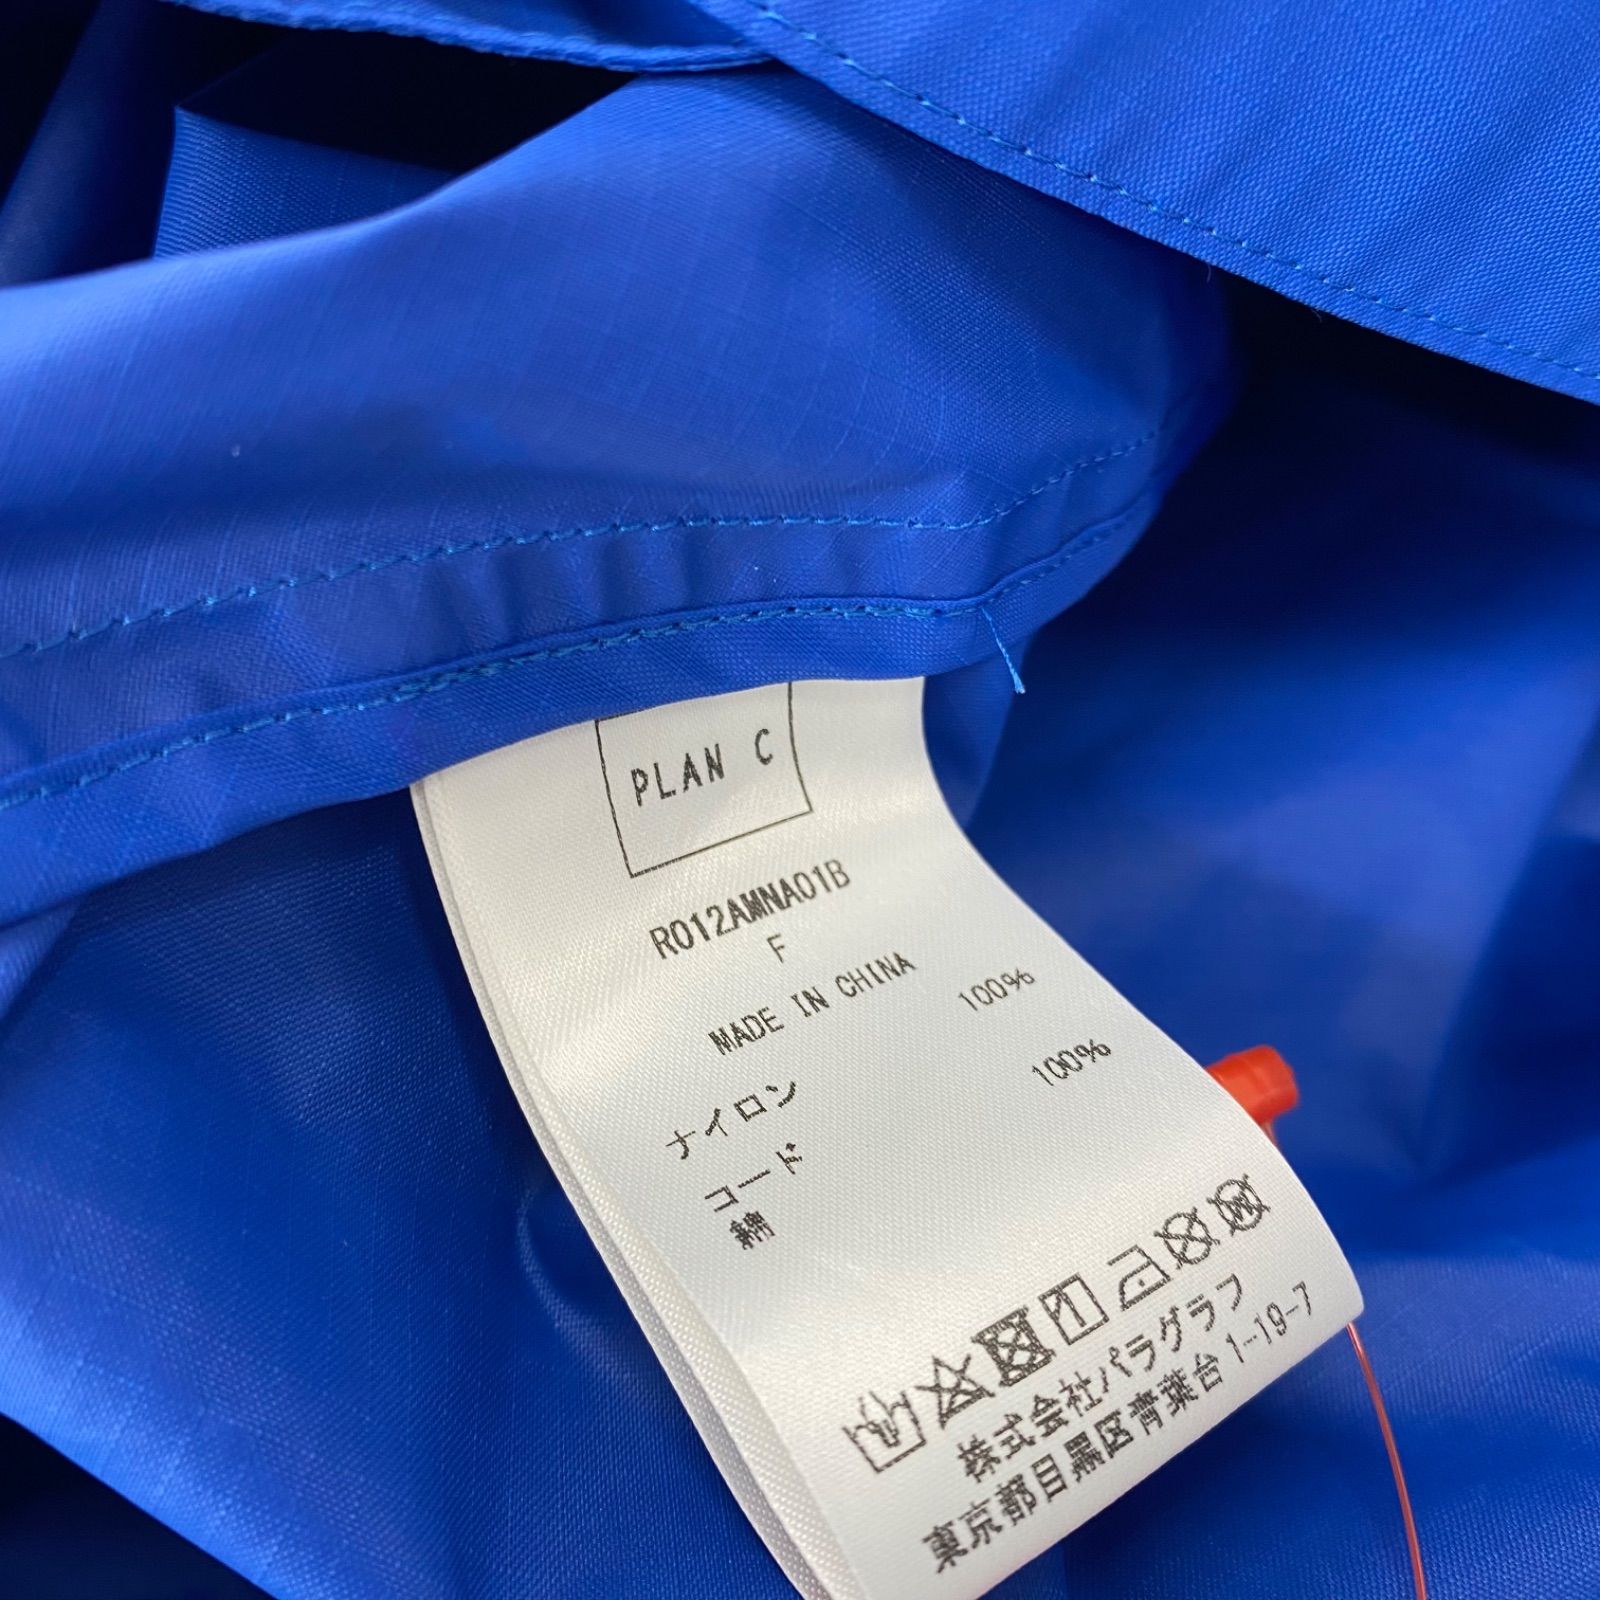 PLAN C
R012AMNA01B
F
MADE IN CHINA
ナイロン 100%
コード
綿 100%
株式会社パラグラフ
東京都目黒区青葉台1-19-7